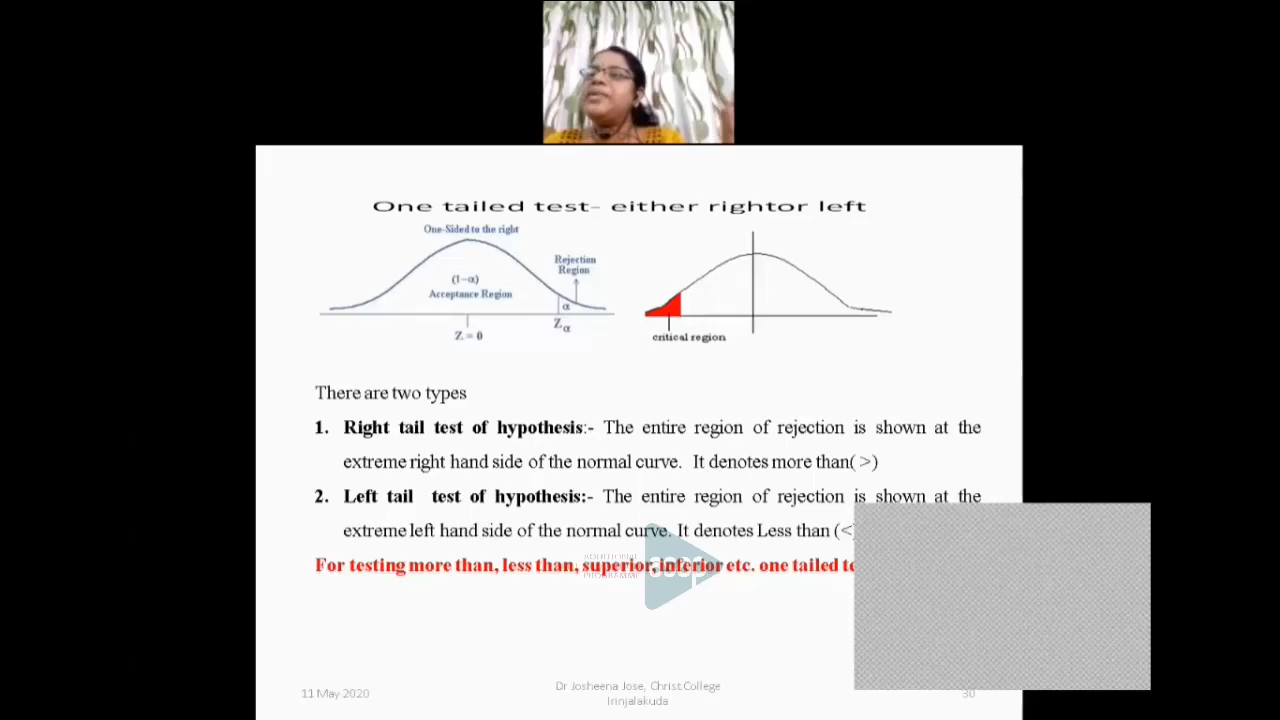 One tailed test– either rightor left
One-Sided to the right
Rejection
Region
(1−α)
Acceptance Region
α
Zα
Z = 0
critical region
There are two types
1. Right tail test of hypothesis:- The entire region of rejection is shown at the
extreme right hand side of the normal curve. It denotes more than( >)
2. Left tail test of hypothesis:- The entire region of rejection is shown at the
extreme left hand side of the normal curve. It denotes Less than (<
For testing more than, less than, superior, inferior etc. one tailed
ADDITIONAL
PROGRAMME
11 May 2020
Dr Josheena Jose, Christ College
Irinjalakuda
30